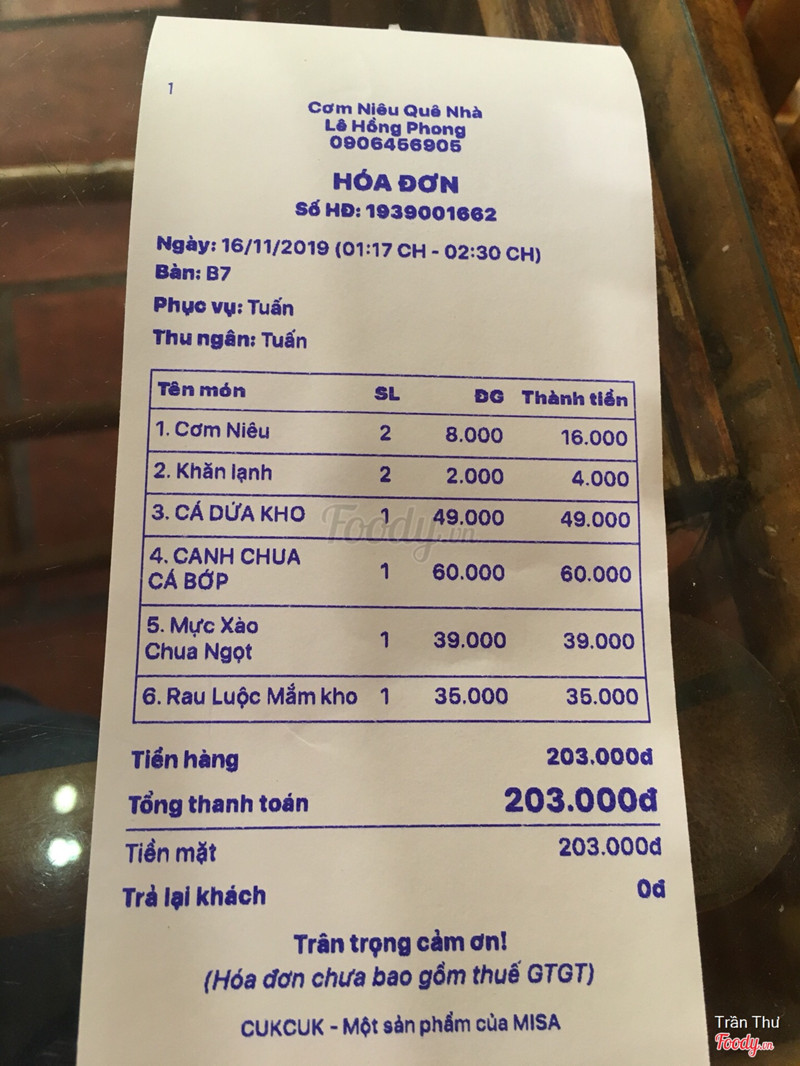 1
Cơm Niêu Quê Nhà
Lê Hồng Phong
0906456905
HÓA ĐƠN
Số HĐ: 1939001662
Ngày: 16/11/2019 (01:17 CH - 02:30 CH)
Bàn: B7
Phục vụ: Tuấn
Thu ngân: Tuấn
Tên món SL ĐG Thành tiền
1. Cơm Niêu 2 8.000 16.000
2. Khăn lạnh 2 2.000 4.000
3. CÁ DỨA KHO 1 49.000 49.000
4. CANH CHUA
CÁ BỚP 1 60.000 60.000
5. Mực Xào
Chua Ngọt 1 39.000 39.000
6. Rau Luộc Mắm kho 1 35.000 35.000
Tiền hàng 203.000đ
Tổng thanh toán 203.000đ
Tiền mặt 203.000đ
Trả lại khách 0đ
Trân trọng cảm ơn!
(Hóa đơn chưa bao gồm thuế GTGT)
CUKCUK - Một sản phẩm của MISA
Foody.vn
Trần Thư
Foody.vn